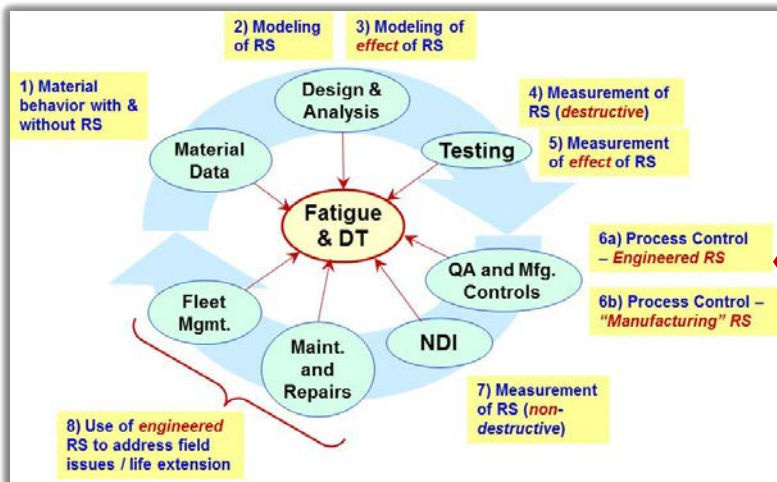 2) Modeling
of RS
3) Modeling of
effect of RS
1) Material
behavior with &
without RS
Design &
Analysis
4) Measurement of
RS (destructive)
Material
Data
Testing
5) Measurement
of effect of RS
Fatigue
& DT
6a) Process Control
– Engineered RS
QA and Mfg.
Controls
6b) Process Control –
“Manufacturing” RS
Fleet
Mgmt.
Maint.
and
Repairs
NDI
7) Measurement
of RS (non-
destructive)
8) Use of engineered
RS to address field
issues / life extension